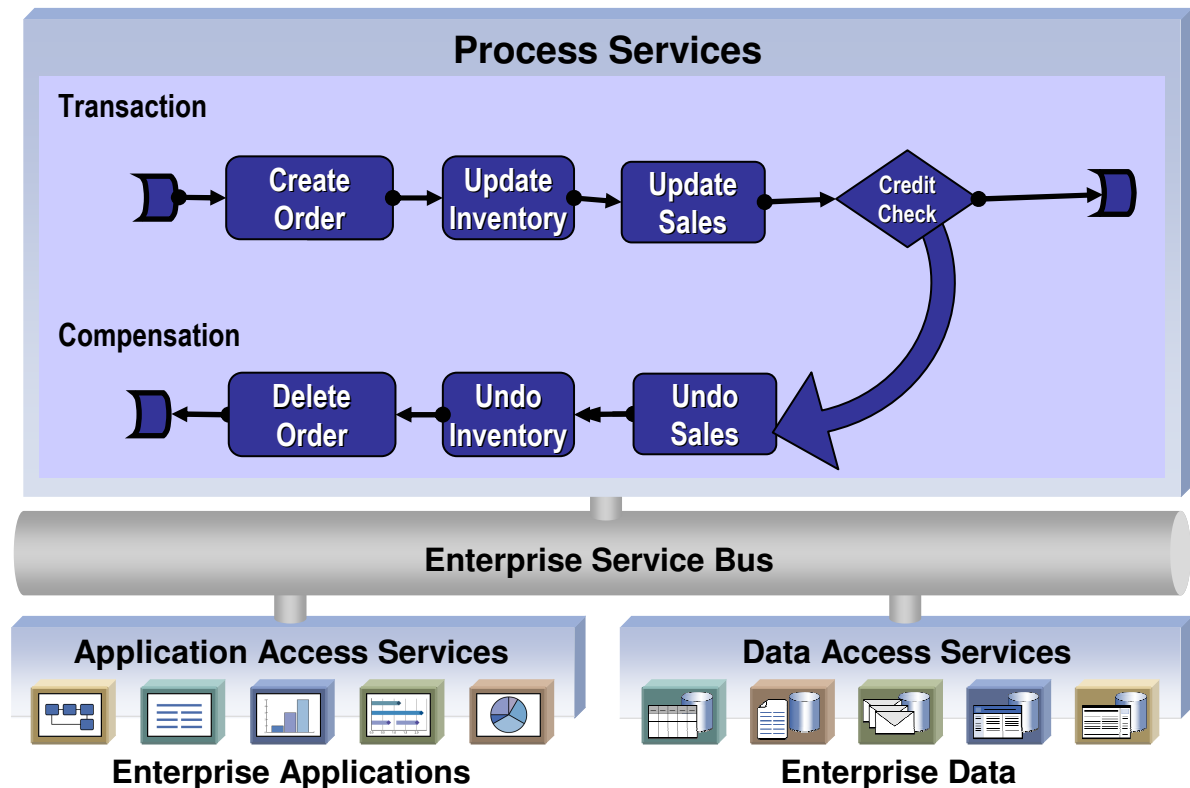 Process Services
Transaction
Create
Order
Update
Inventory
Update
Sales
Credit
Check
Compensation
Delete
Order
Undo
Inventory
Undo
Sales
Enterprise Service Bus
Application Access Services
Data Access Services
Enterprise Applications
Enterprise Data